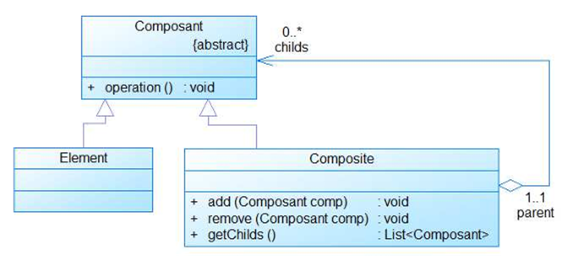 Composant
{abstract}
+ operation () : void
0..*
childs
Element
Composite
+ add (Composant comp) : void
+ remove (Composant comp) : void
+ getChilds () : List<Composant>
1..1
parent